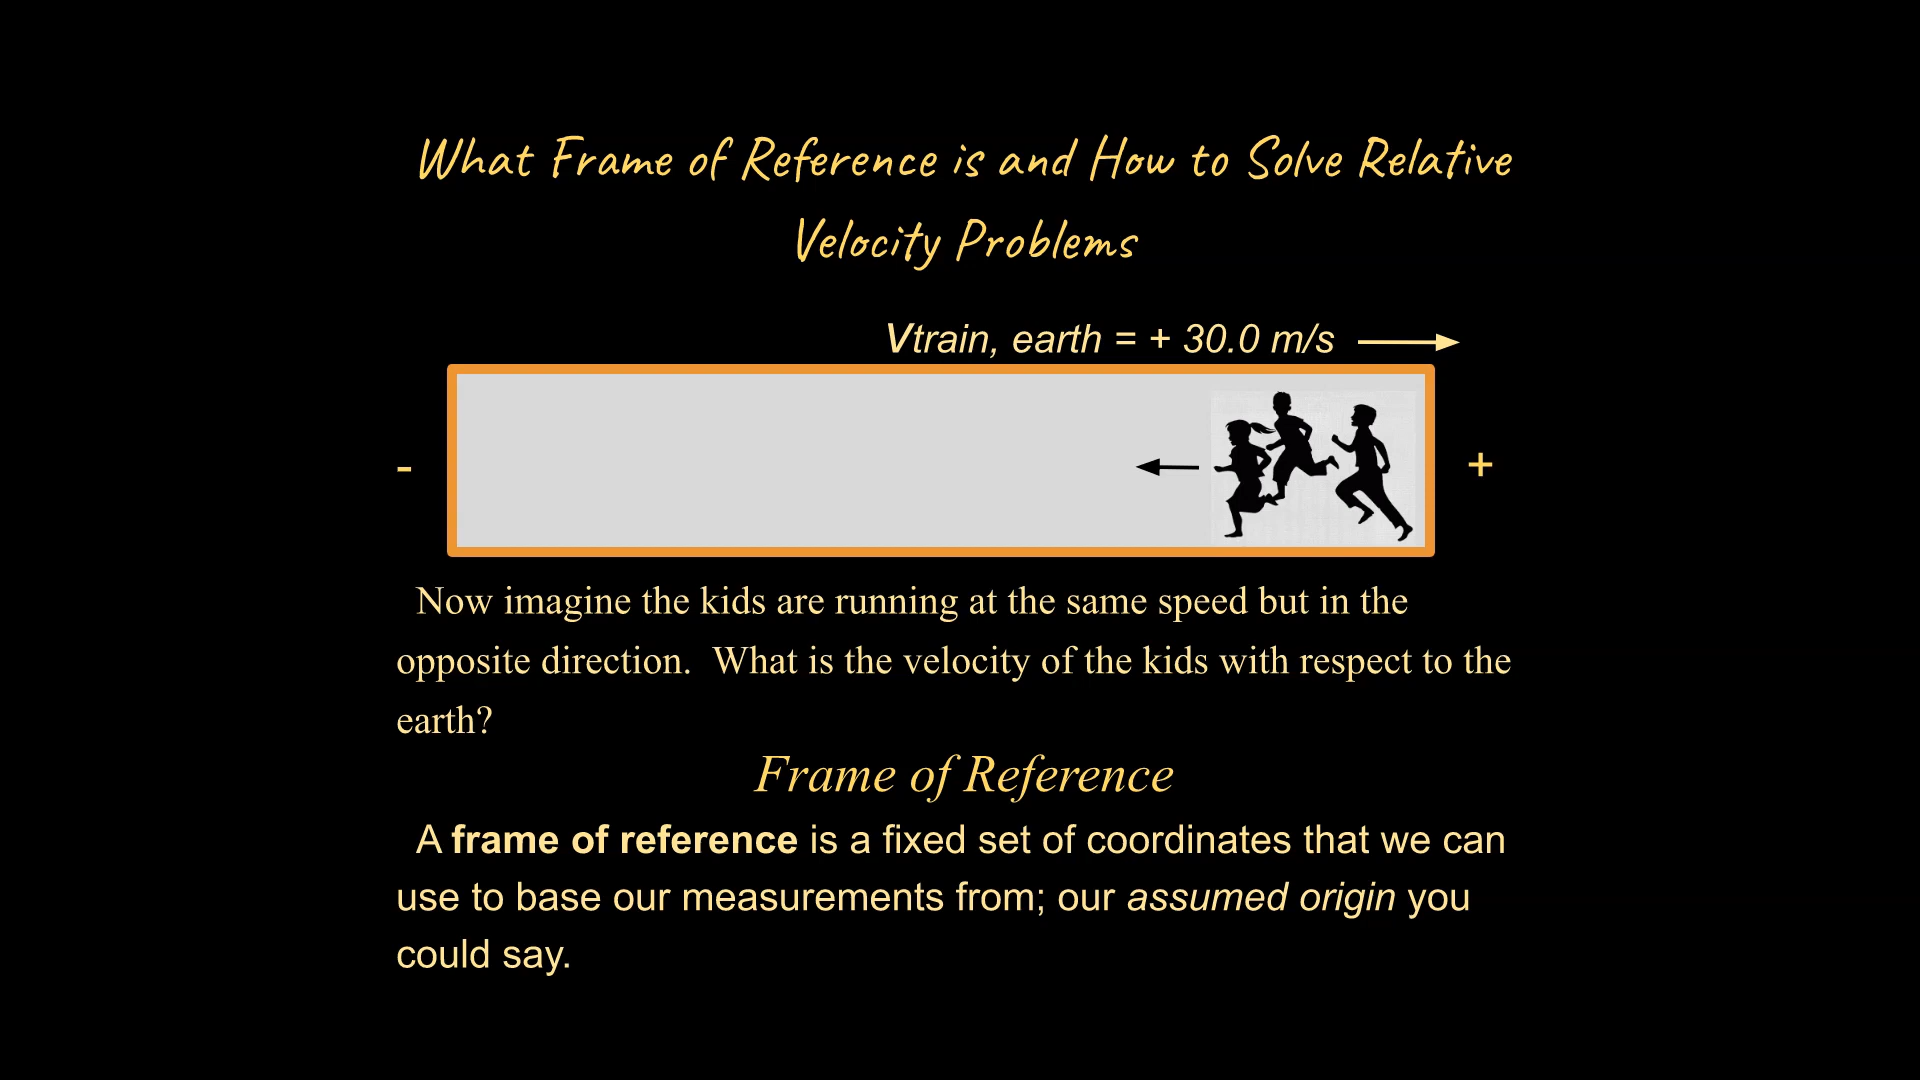 What Frame of Reference is and How to Solve Relative
Velocity Problems
Vtrain, earth = + 30.0 m/s
- +
Now imagine the kids are running at the same speed but in the
opposite direction.  What is the velocity of the kids with respect to the
earth?
Frame of Reference
A frame of reference is a fixed set of coordinates that we can
use to base our measurements from; our assumed origin you
could say.